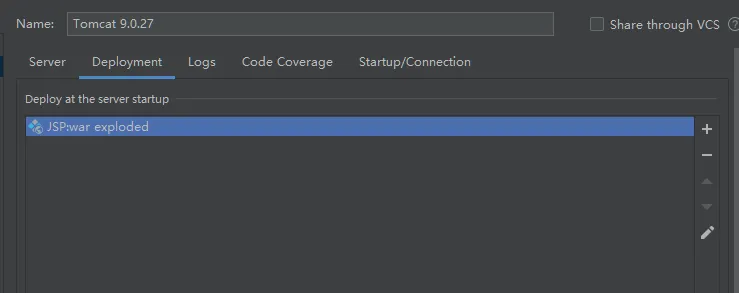 Name: Tomcat 9.0.27 Share through VCS
Server Deployment Logs Code Coverage Startup/Connection
Deploy at the server startup
JSP:war exploded